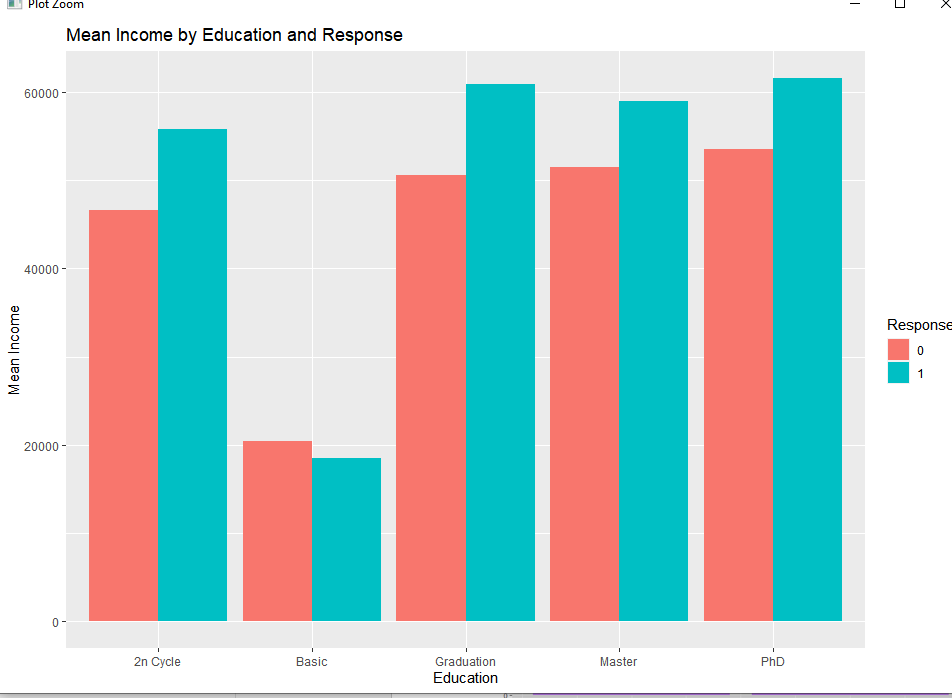 Plot Zoom
Mean Income by Education and Response
60000
40000
20000
0
Mean Income
2n Cycle
Basic
Graduation
Master
PhD
Education
Response
0
1